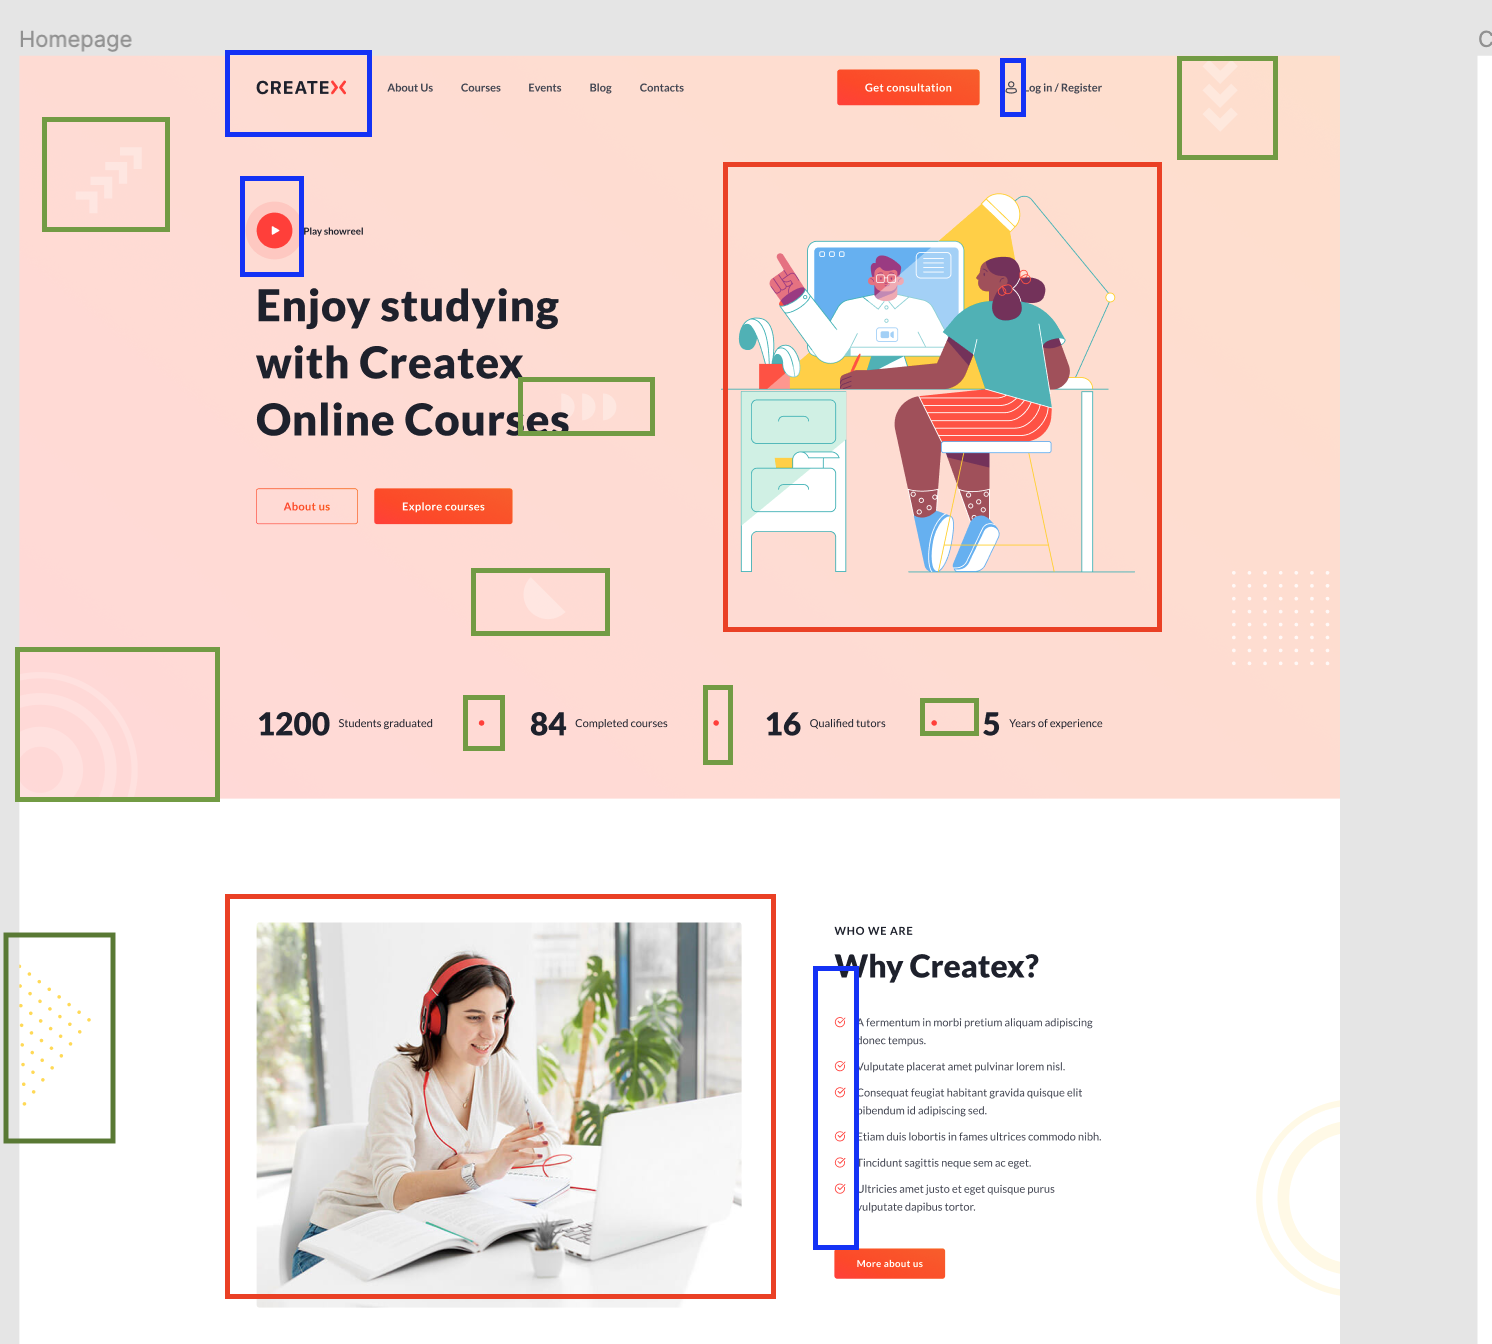 Homepage
C
CREATEX
About Us
Courses
Events
Blog
Contacts
Get consultation
Log in / Register
Play showreel
Enjoy studying
with Createx
Online Courses
About us
Explore courses
1200 Students graduated
84 Completed courses
16 Qualified tutors
5 Years of experience
WHO WE ARE
Why Createx?
A fermentum in morbi pretium aliquam adipiscing
donec tempus.
Vulputate placerat amet pulvinar lorem nisl.
Consequat feugiat habitant gravida quisque elit
bibendum id adipiscing sed.
Etiam duis lobortis in fames ultrices commodo nibh.
Tincidunt sagittis neque sem ac eget.
Ultricies amet justo et eget quisque purus
vulputate dapibus tortor.
More about us